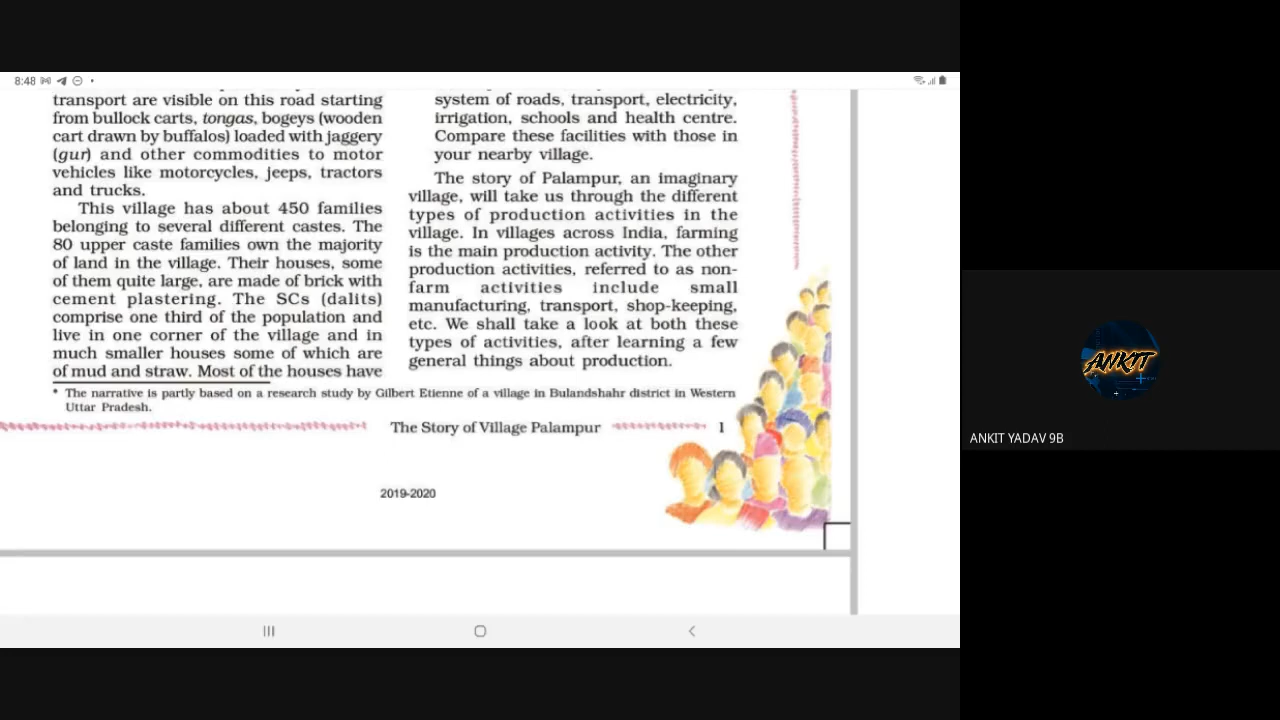 8:48
transport are visible on this road starting
from bullock carts, tongas, bogeys (wooden
cart drawn by buffalos) loaded with jaggery
(gur) and other commodities to motor
vehicles like motorcycles, jeeps, tractors
and trucks.
This village has about 450 families
belonging to several different castes. The
80 upper caste families own the majority
of land in the village. Their houses, some
of them quite large, are made of brick with
cement plastering. The SCs (dalits)
comprise one third of the population and
live in one corner of the village and in
much smaller houses some of which are
of mud and straw. Most of the houses have
system of roads, transport, electricity,
irrigation, schools and health centre.
Compare these facilities with those in
your nearby village.
The story of Palampur, an imaginary
village, will take us through the different
types of production activities in the
village. In villages across India, farming
is the main production activity. The other
production activities, referred to as non-
farm activities include small
manufacturing, transport, shop-keeping,
etc. We shall take a look at both these
types of activities, after learning a few
general things about production.
* The narrative is partly based on a research study by Gilbert Etienne of a village in Bulandshahr district in Western
Uttar Pradesh.
The Story of Village Palampur 1
2019-2020
ANKIT
ANKIT YADAV 9B